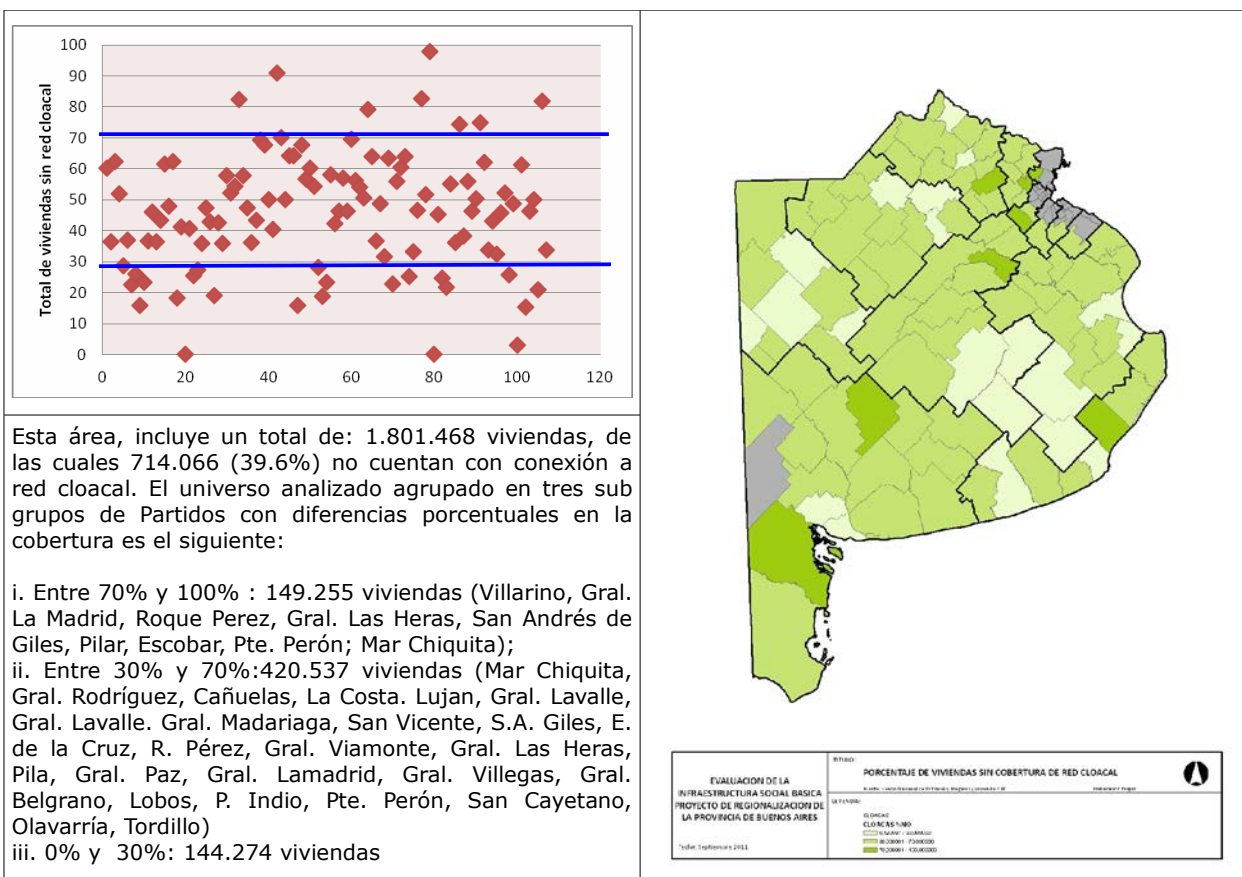 Total de viviendas sin red cloacal
100
90
80
70
60
50
40
30
20
10
0
0 20 40 60 80 100 120
Esta área, incluye un total de: 1.801.468 viviendas, de
las cuales 714.066 (39.6%) no cuentan con conexión a
red cloacal. El universo analizado agrupado en tres sub
grupos de Partidos con diferencias porcentuales en la
cobertura es el siguiente:
i. Entre 70% y 100% : 149.255 viviendas (Villarino, Gral.
La Madrid, Roque Perez, Gral. Las Heras, San Andrés de
Giles, Pilar, Escobar, Pte. Perón; Mar Chiquita);
ii. Entre 30% y 70%:420.537 viviendas (Mar Chiquita,
Gral. Rodríguez, Cañuelas, La Costa. Lujan, Gral. Lavalle,
Gral. Lavalle. Gral. Madariaga, San Vicente, S.A. Giles, E.
de la Cruz, R. Pérez, Gral. Viamonte, Gral. Las Heras,
Pila, Gral. Paz, Gral. Lamadrid, Gral. Villegas, Gral.
Belgrano, Lobos, P. Indio, Pte. Perón, San Cayetano,
Olavarría, Tordillo)
iii. 0% y 30%: 144.274 viviendas
EVALUACION DE LA
INFRAESTRUCTURA SOCIAL BASICA
PROYECTO DE REGIONALIZACION DE
LA PROVINCIA DE BUENOS AIRES
Fecha: Septiembre 2011
PORCENTAJE DE VIVIENDAS SIN COBERTURA DE RED CLOACAL
CLOACAS